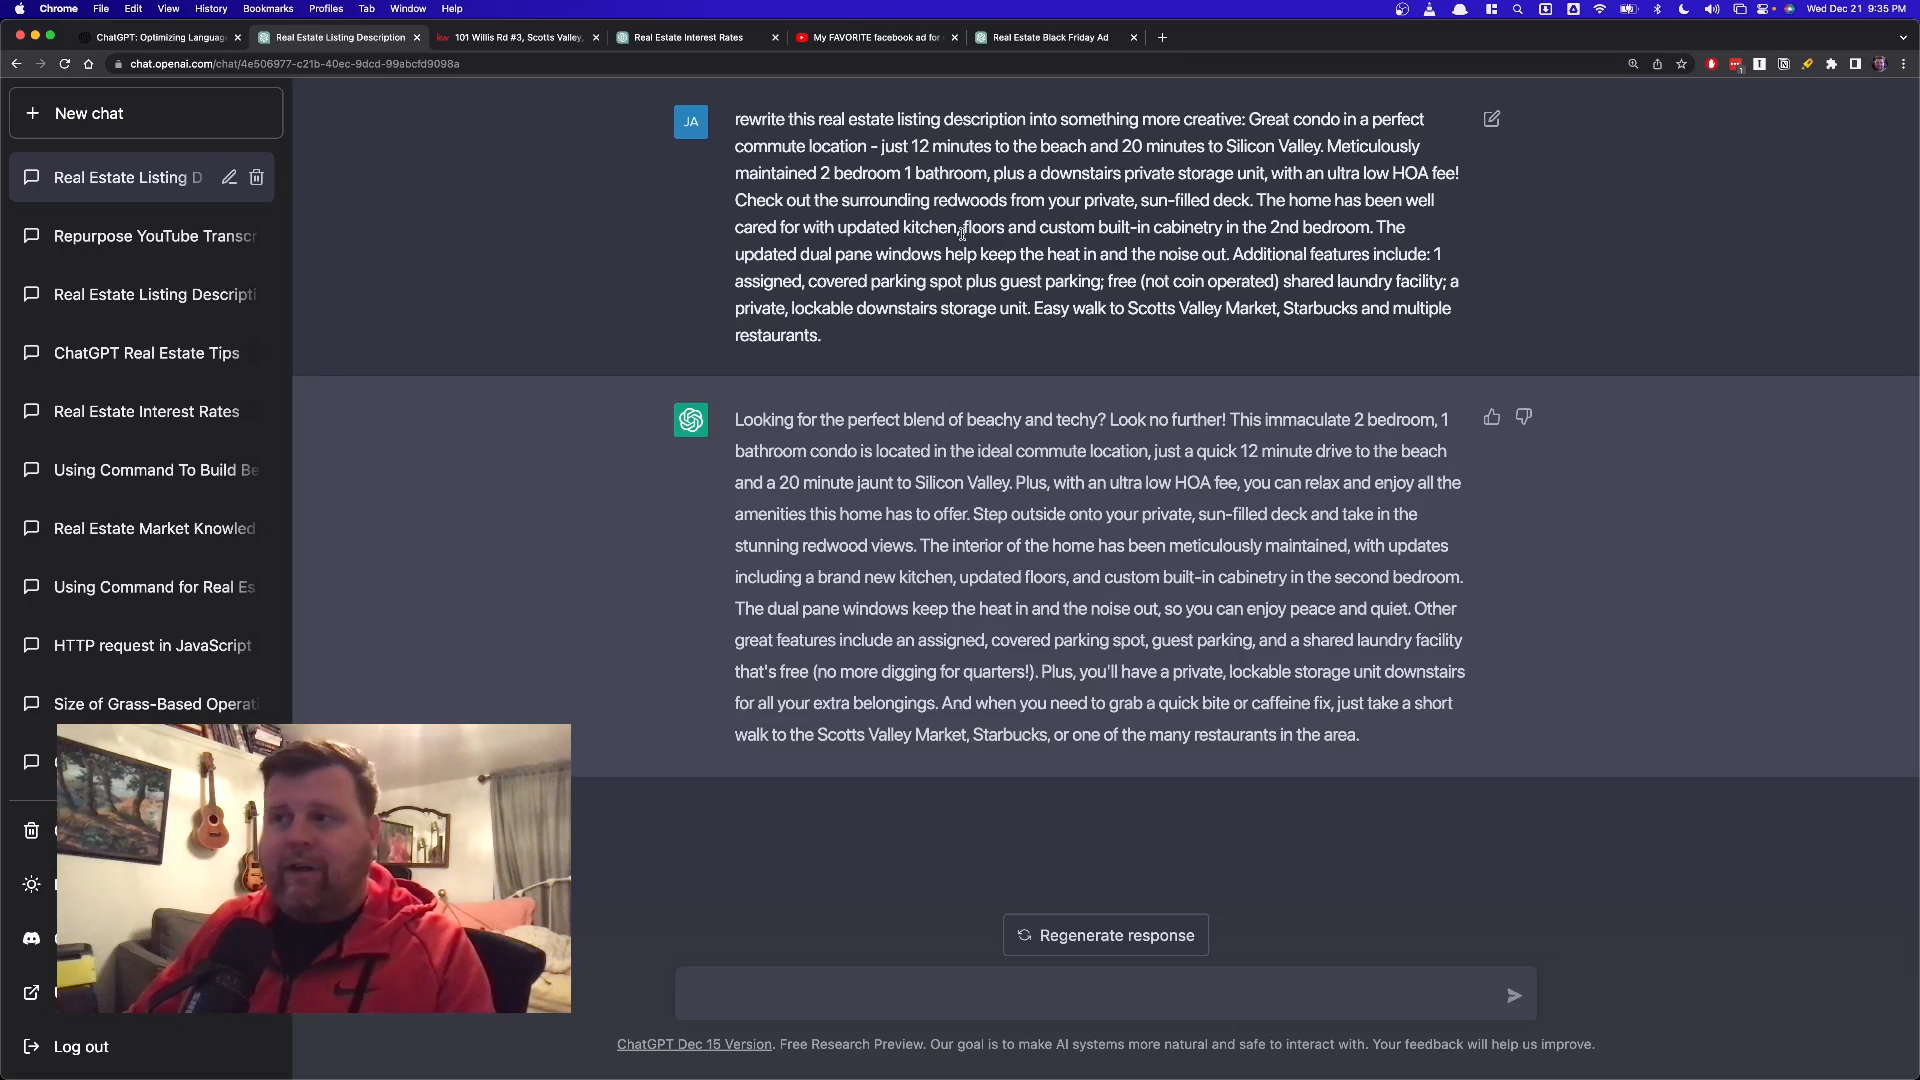 Chrome File Edit View History Bookmarks Profiles Tab Window Help Wed Dec 21 9:35 PM
ChatGPT: Optimizing Language Real Estate Listing Description 101 Willis Rd #3, Scotts Valley, Real Estate Interest Rates My FAVORITE facebook ad for Real Estate Black Friday Ad
chat.openai.com/chat/4e506977-c21b-40ec-9dcd-99abcfd9098a
New chat
Real Estate Listing D
Repurpose YouTube Transcr
Real Estate Listing Descripti
ChatGPT Real Estate Tips
Real Estate Interest Rates
Using Command To Build Be
Real Estate Market Knowled
Using Command for Real Es
HTTP request in JavaScript
Size of Grass-Based Operati
Log out
JA
rewrite this real estate listing description into something more creative: Great condo in a perfect
commute location - just 12 minutes to the beach and 20 minutes to Silicon Valley. Meticulously
maintained 2 bedroom 1 bathroom, plus a downstairs private storage unit, with an ultra low HOA fee!
Check out the surrounding redwoods from your private, sun-filled deck. The home has been well
cared for with updated kitchen, floors and custom built-in cabinetry in the 2nd bedroom. The
updated dual pane windows help keep the heat in and the noise out. Additional features include: 1
assigned, covered parking spot plus guest parking; free (not coin operated) shared laundry facility; a
private, lockable downstairs storage unit. Easy walk to Scotts Valley Market, Starbucks and multiple
restaurants.
Looking for the perfect blend of beachy and techy? Look no further! This immaculate 2 bedroom, 1
bathroom condo is located in the ideal commute location, just a quick 12 minute drive to the beach
and a 20 minute jaunt to Silicon Valley. Plus, with an ultra low HOA fee, you can relax and enjoy all the
amenities this home has to offer. Step outside onto your private, sun-filled deck and take in the
stunning redwood views. The interior of the home has been meticulously maintained, with updates
including a brand new kitchen, updated floors, and custom built-in cabinetry in the second bedroom.
The dual pane windows keep the heat in and the noise out, so you can enjoy peace and quiet. Other
great features include an assigned, covered parking spot, guest parking, and a shared laundry facility
that's free (no more digging for quarters!). Plus, you'll have a private, lockable storage unit downstairs
for all your extra belongings. And when you need to grab a quick bite or caffeine fix, just take a short
walk to the Scotts Valley Market, Starbucks, or one of the many restaurants in the area.
Regenerate response
ChatGPT Dec 15 Version. Free Research Preview. Our goal is to make AI systems more natural and safe to interact with. Your feedback will help us improve.